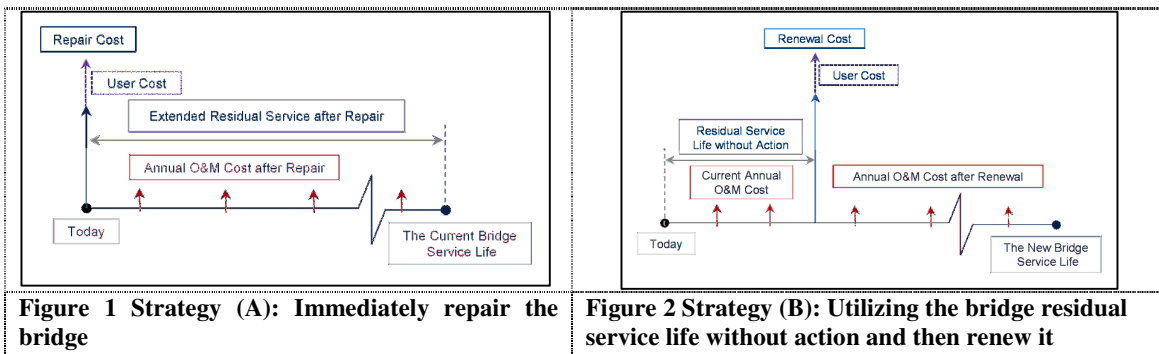 Repair Cost
User Cost
Extended Residual Service after Repair
Annual O&M Cost after Repair
Today
The Current Bridge
Service Life
Figure 1 Strategy (A): Immediately repair the
bridge
Renewal Cost
User Cost
Residual Service
Life without Action
Current Annual
O&M Cost
Annual O&M Cost after Renewal
Today
The New Bridge
Service Life
Figure 2 Strategy (B): Utilizing the bridge residual
service life without action and then renew it